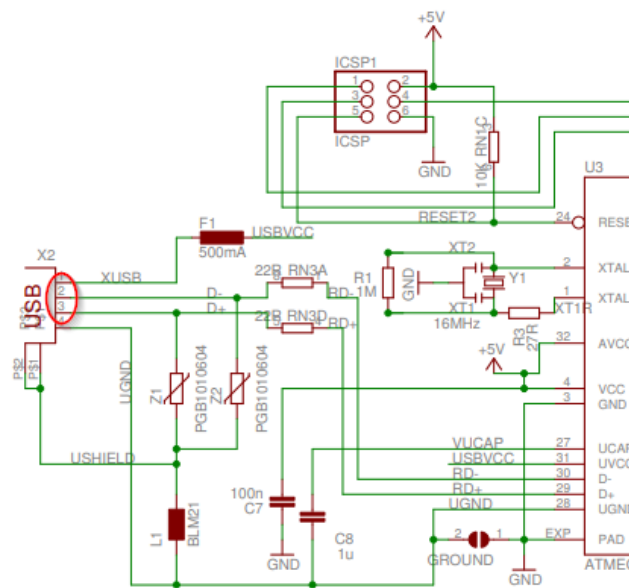 +5V
ICSP1
1 2
3 4
5 6
ICSP
GND
10K RN1C
U3
RESET2
24 RESE
F1
USBVCC
500mA
X2
XUSB
1
2
3
4
USB
P$1
P$2
D-
D+
22R RN3A
RD-
22R RN3D
RD+
R1
1M
GND
XT2
XT1
Y1
16MHz
XT1R
R3
27R
2 XTAL
1 XTAL
+5V
32 AVCC
4 VCC
3 GND
UGND
Z1
PGB1010604
Z2
PGB1010604
USHIELD
VUCAP
27 UCAP
USBVCC
31 UVCC
RD-
30 D-
RD+
29 D+
UGND
28 UGND
100n
C7
GND
C8
1u
L1
BLM21
2 1
GROUND
EXP PAD
GND
ATMEG